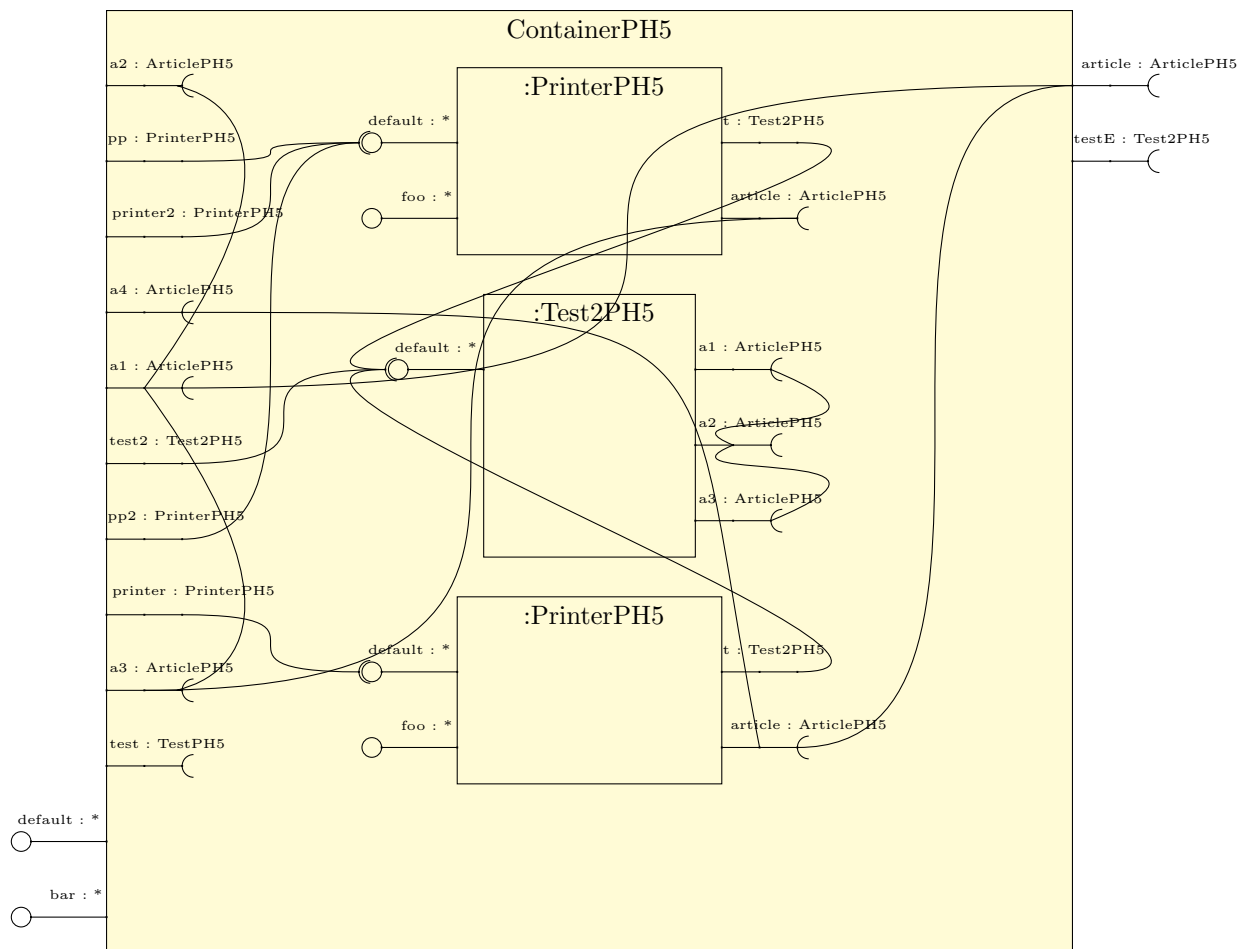 ContainerPH5
a2 : ArticlePH5
article : ArticlePH5
:PrinterPH5
default : *
t : Test2PH5
pp : PrinterPH5
testE : Test2PH5
foo : *
article : ArticlePH5
printer2 : PrinterPH5
a4 : ArticlePH5
:Test2PH5
default : *
a1 : ArticlePH5
a1 : ArticlePH5
a2 : ArticlePH5
test2 : Test2PH5
a3 : ArticlePH5
pp2 : PrinterPH5
printer : PrinterPH5
:PrinterPH5
default : *
t : Test2PH5
a3 : ArticlePH5
foo : *
article : ArticlePH5
test : TestPH5
default : *
bar : *